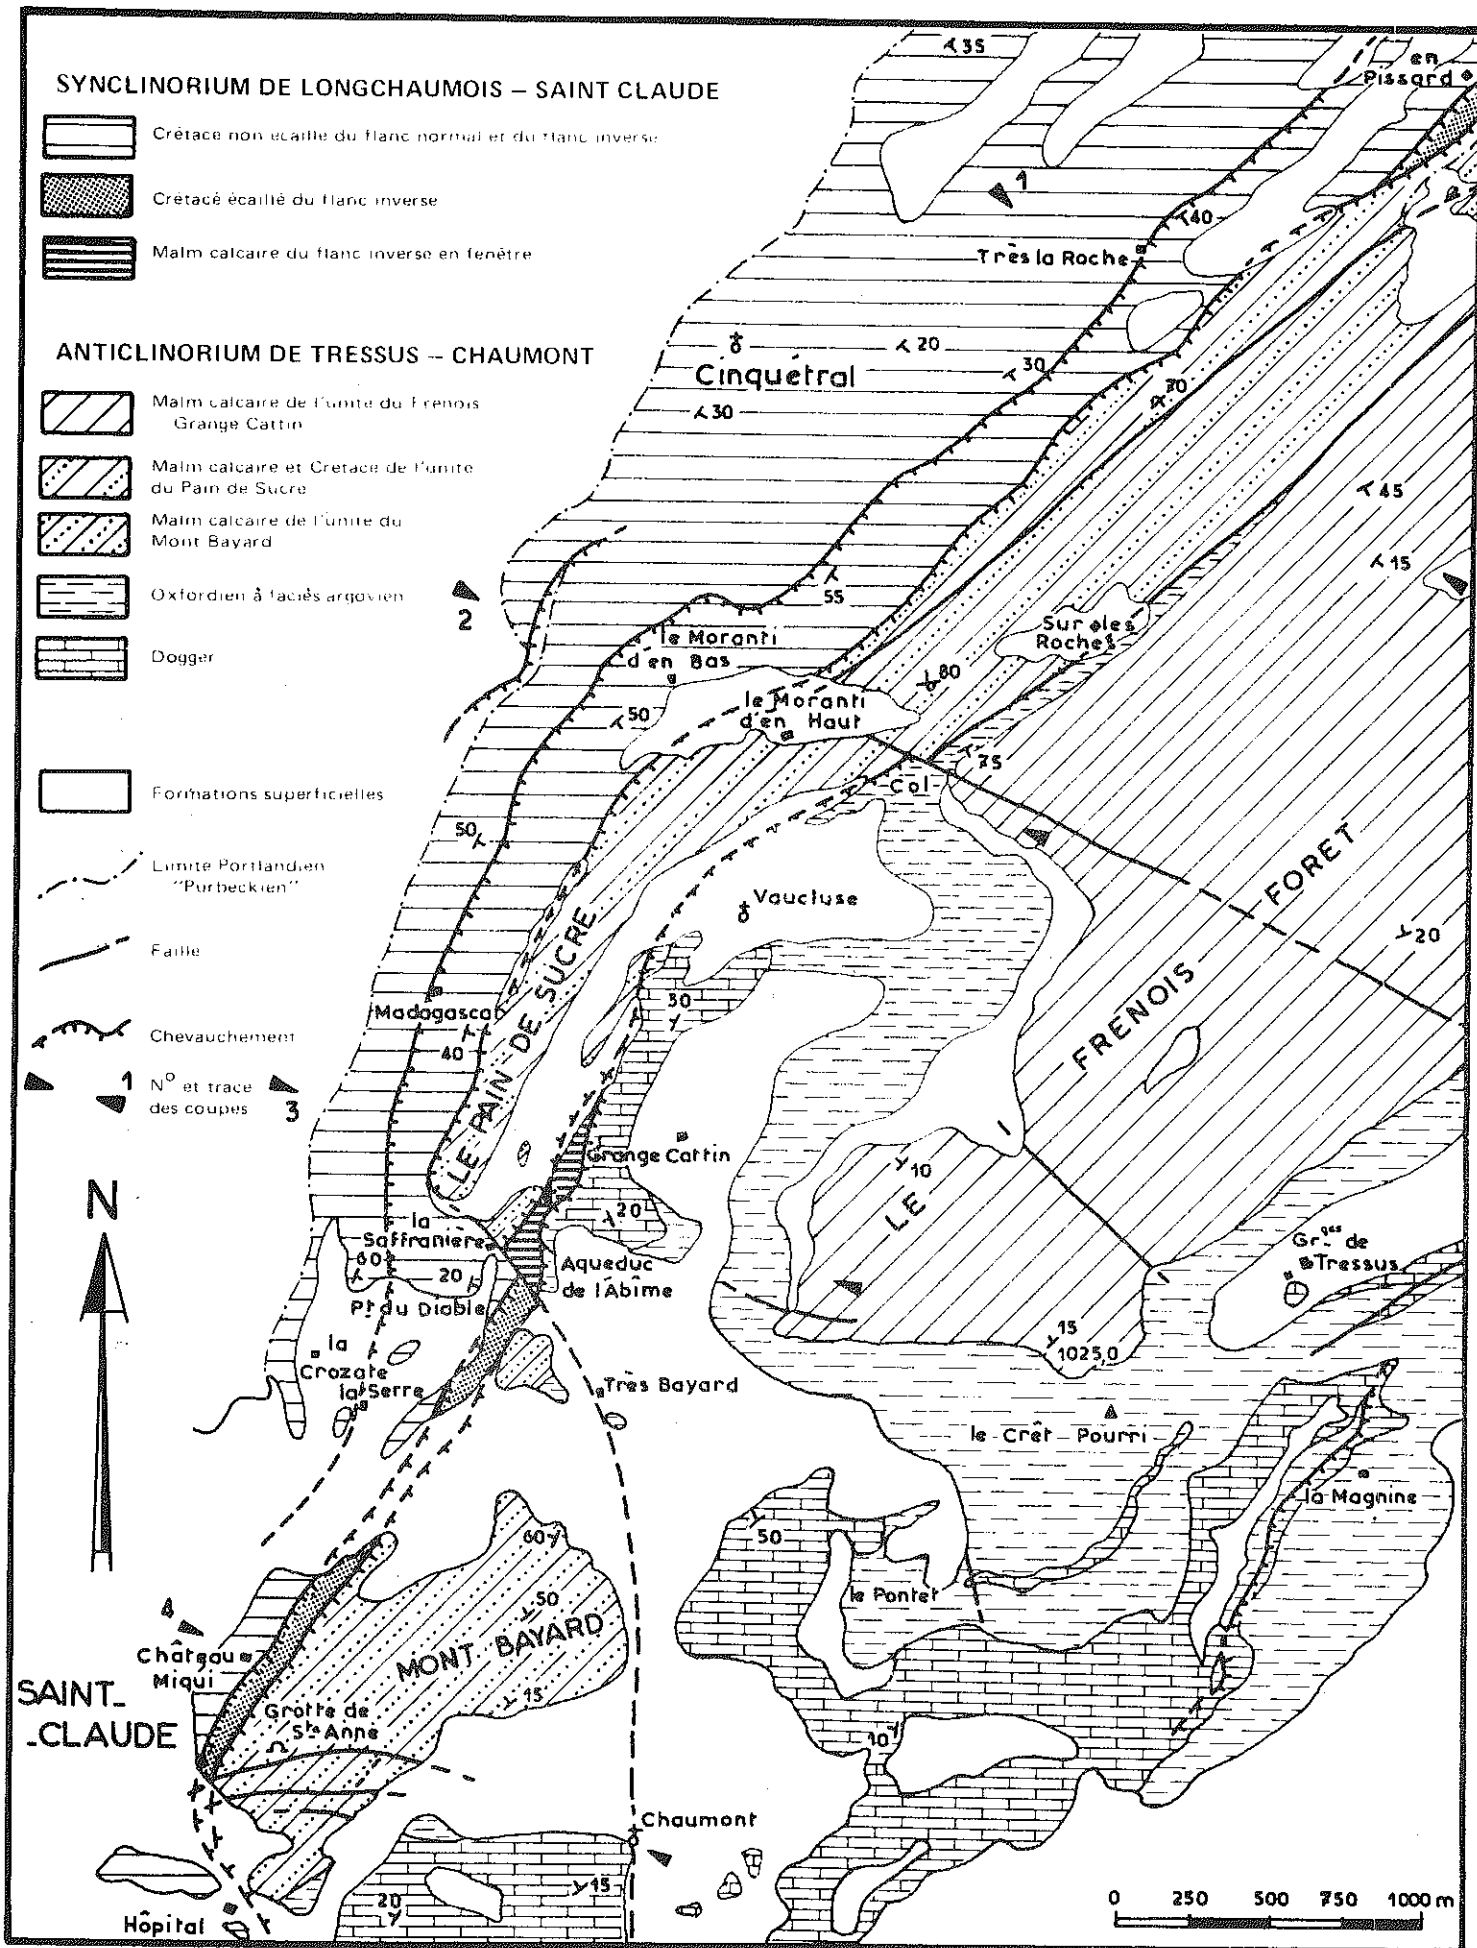 SYNCLINORIUM DE LONGCHAUMOIS – SAINT CLAUDE
Crétacé non écaillé du flanc normal et du flanc inverse
Crétacé écaillé du flanc inverse
Malm calcaire du flanc inverse en fenêtre
ANTICLINORIUM DE TRESSUS – CHAUMONT
Malm calcaire de l'unité du Frenois
Grange Cattin
Malm calcaire et Crétacé de l'unité
du Pain de Sucre
Malm calcaire de l'unité du
Mont Bayard
Oxfordien à faciès argovien
Dogger
Formations superficielles
Limite Portlandien
"Purbeckien"
Faille
Chevauchement
1 N° et trace
des coupes
3
N
35
en
Pissard
1
40
Très la Roche
20
30
Cinquétral
30
70
45
15
2
55
Sur les
Roches
le Moranti
d'en Bas
80
50
le Moranti
d'en Haut
75
Col
50
FORET
Vaucluse
20
LE PAIN DE SUCRE
30
Madagascal
40
FRÉNOIS
Grange Cattin
10
LE
20
la
Saffranière
60
20
Aqueduc
de l'Abîme
Pt du Diable
Gr ges de
Tressus
15
1025,0
la
Crozate
la Serre
Très Bayard
le Crêt Pourri
la Magnine
60
50
50
le Pontet
4
MONT BAYARD
Château
Miqui
15
SAINT-
-CLAUDE
Grotte de
Ste Anne
10
Chaumont
20
15
Hôpital
0 250 500 750 1000 m